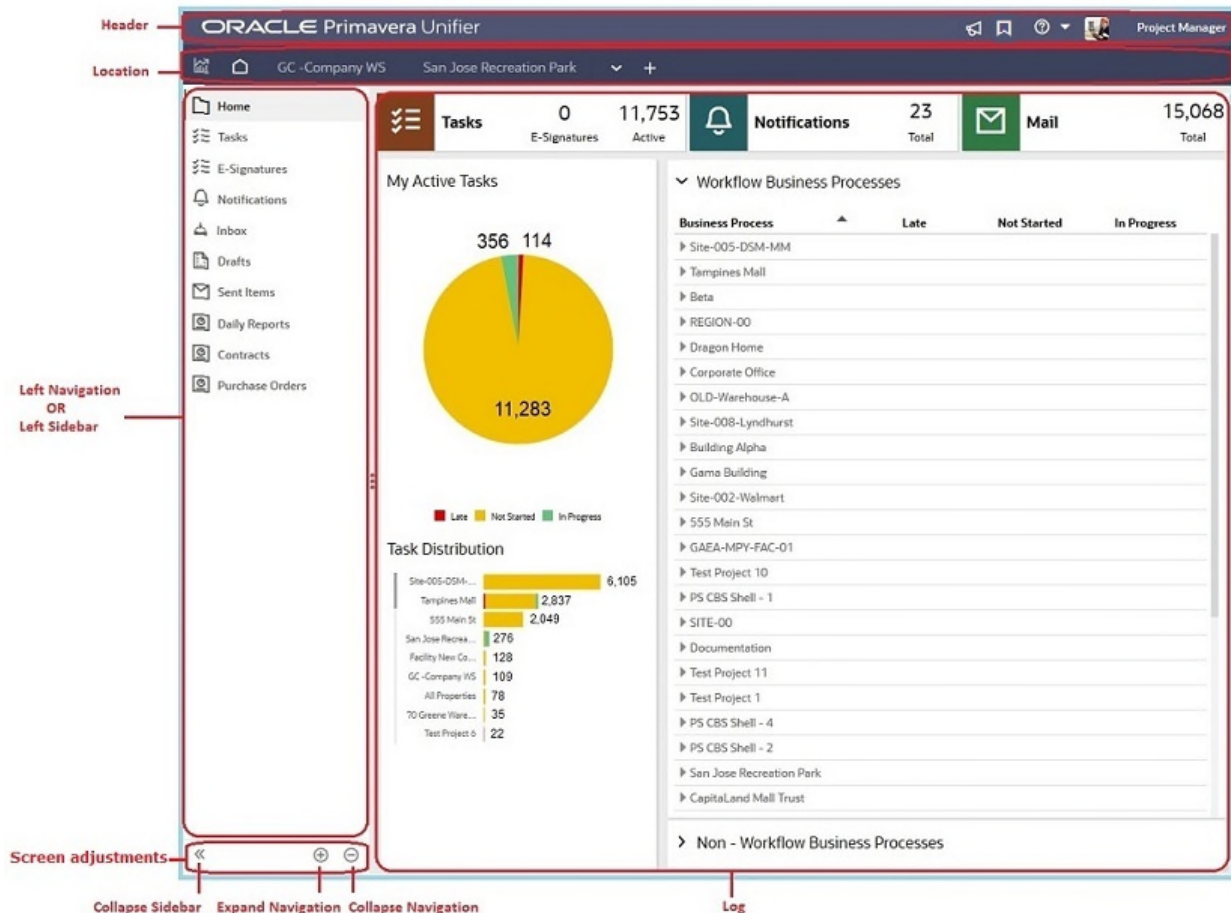 Header
ORACLE Primavera Unifier
Project Manager
Location
GC -Company WS
San Jose Recreation Park
Left Navigation
OR
Left Sidebar
Home
Tasks
E-Signatures
Notifications
Inbox
Drafts
Sent Items
Daily Reports
Contracts
Purchase Orders
Tasks
0
E-Signatures
11,753
Active
Notifications
23
Total
Mail
15,068
Total
My Active Tasks
356 114
11,283
Late Not Started In Progress
Task Distribution
Site-005-DSM-... 6,105
Tampines Mall 2,837
555 Main St 2,049
San Jose Recrea... 276
Facility New Co... 128
GC -Company WS 109
All Properties 78
70 Greene Ware... 35
Test Project 6 22
Workflow Business Processes
Business Process Late Not Started In Progress
Site-005-DSM-MM
Tampines Mall
Beta
REGION-00
Dragon Home
Corporate Office
OLD-Warehouse-A
Site-008-Lyndhurst
Building Alpha
Gama Building
Site-002-Walmart
555 Main St
GAEA-MPY-FAC-01
Test Project 10
PS CBS Shell - 1
SITE-00
Documentation
Test Project 11
Test Project 1
PS CBS Shell - 4
PS CBS Shell - 2
San Jose Recreation Park
CapitaLand Mall Trust
Non - Workflow Business Processes
Screen adjustments
Collapse Sidebar
Expand Navigation
Collapse Navigation
Log